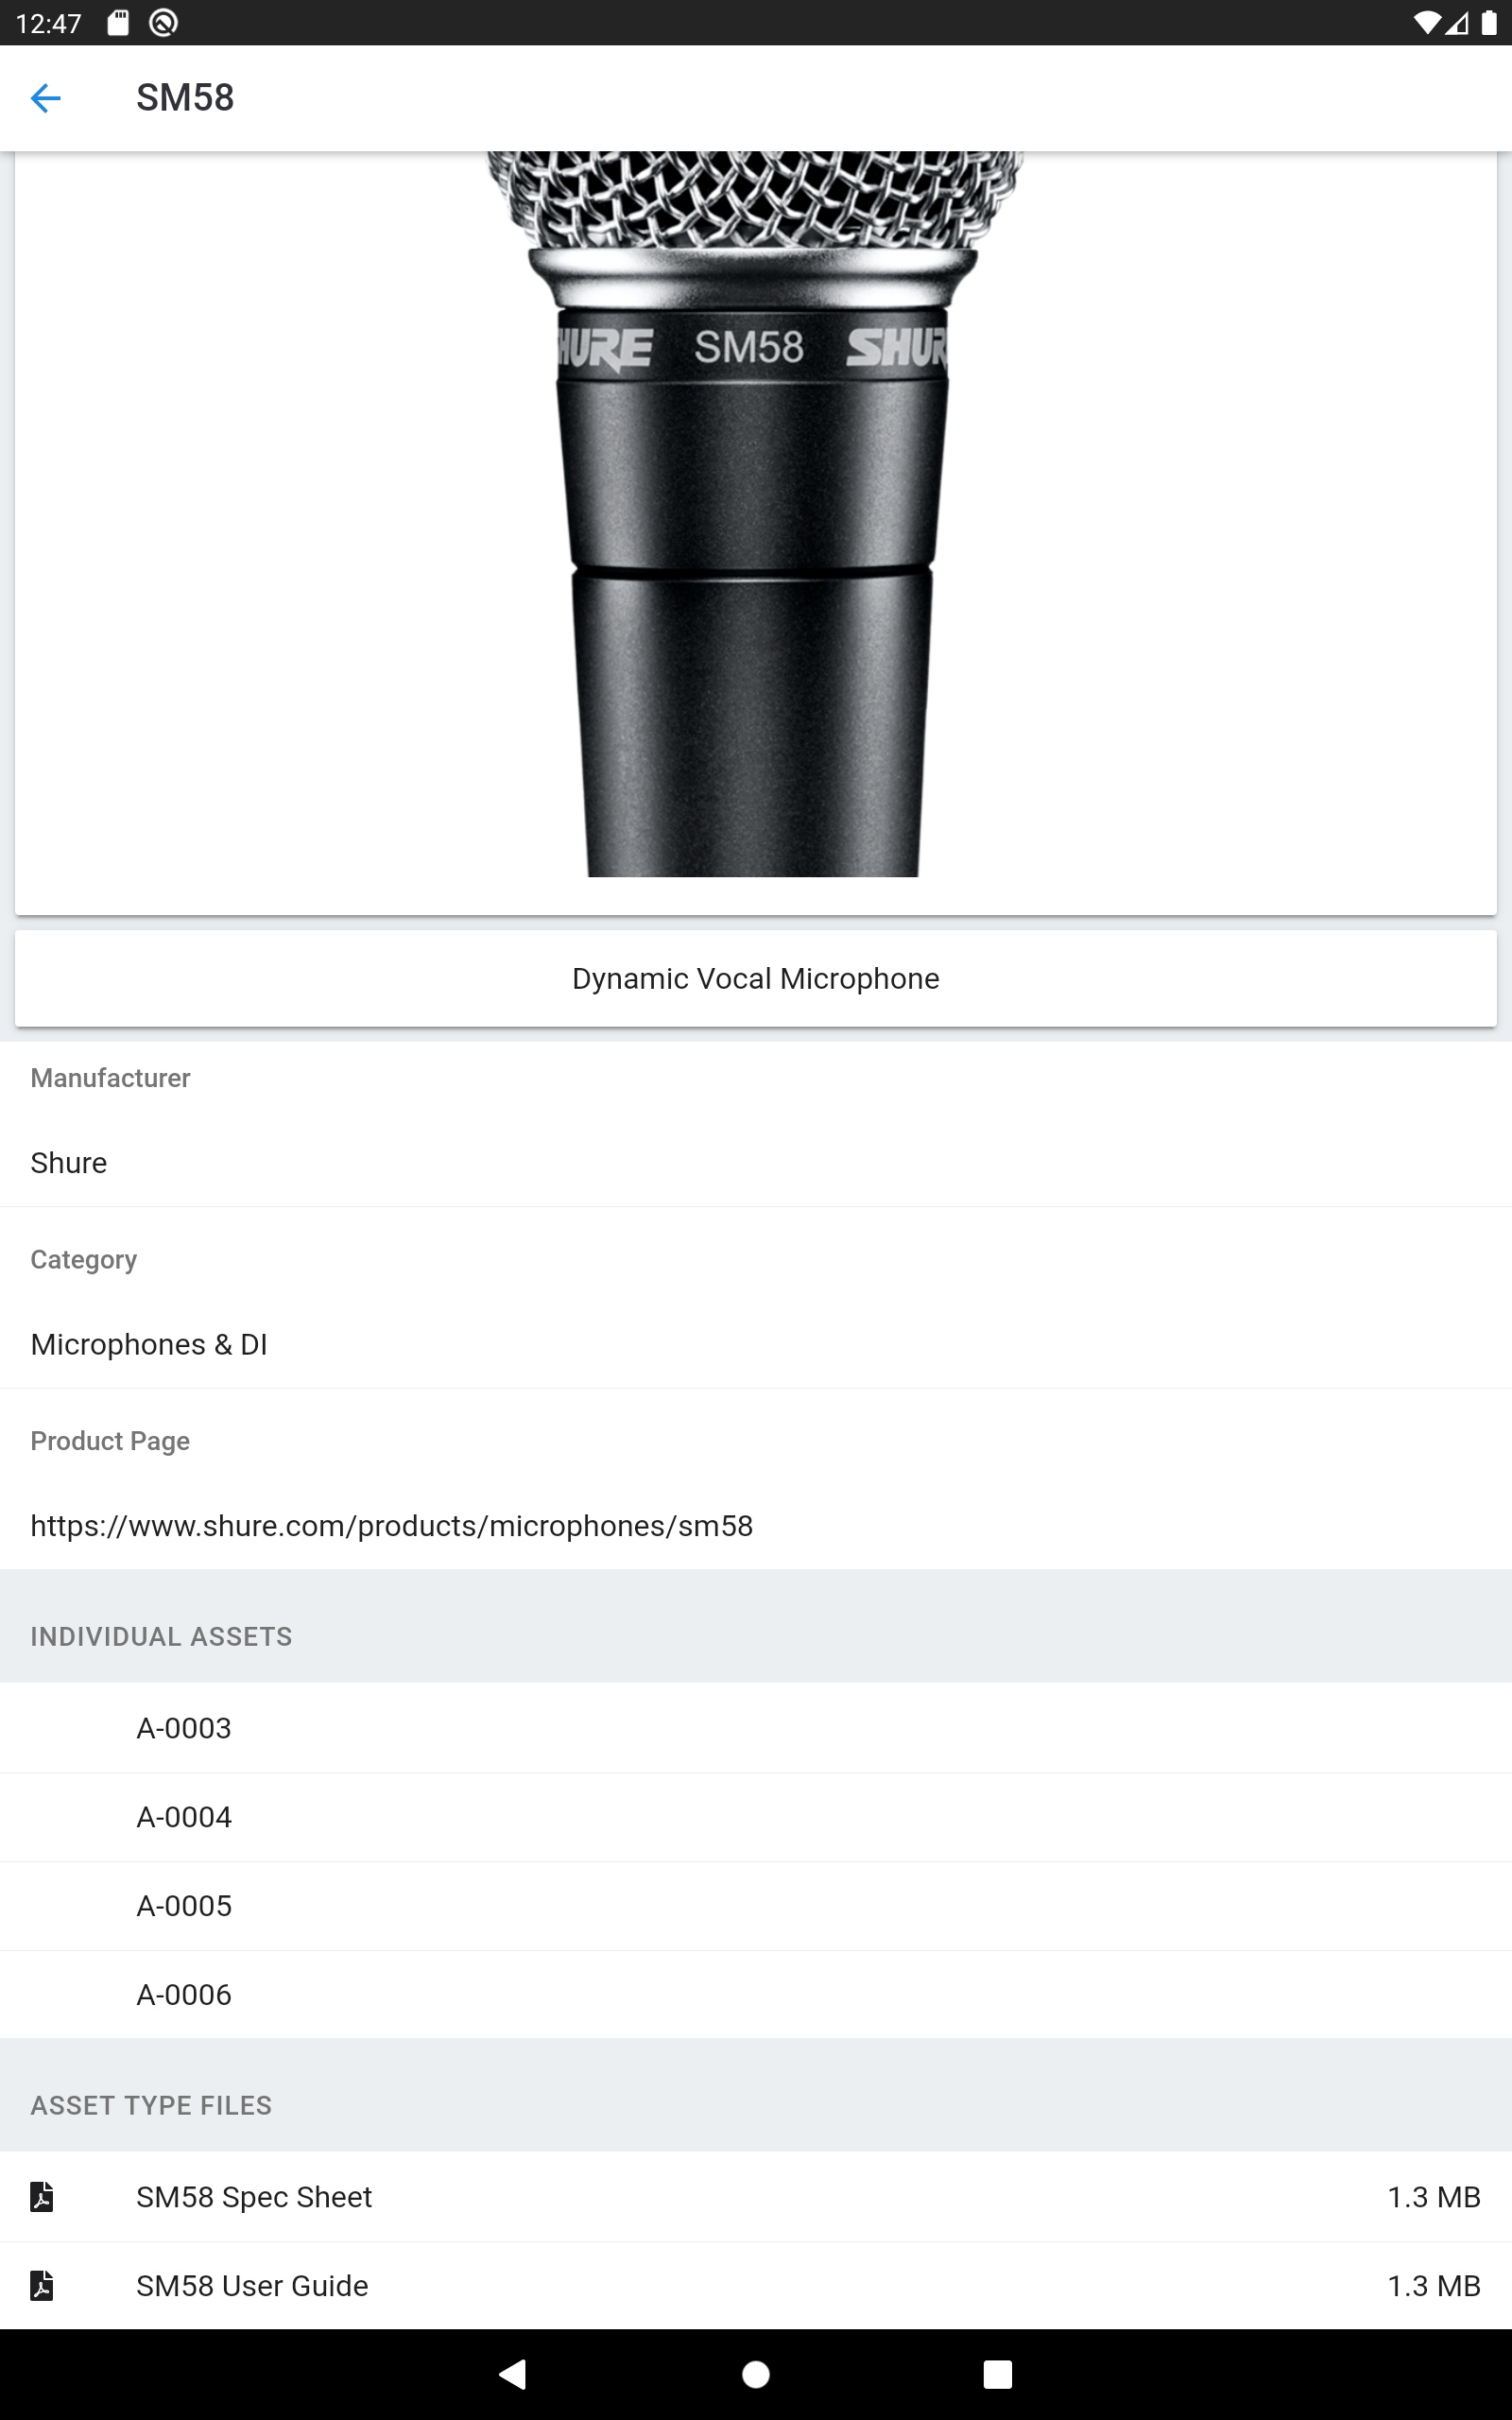 12:47
SM58
HURE SM58 SHUR
Dynamic Vocal Microphone
Manufacturer
Shure
Category
Microphones & DI
Product Page
https://www.shure.com/products/microphones/sm58
INDIVIDUAL ASSETS
A-0003
A-0004
A-0005
A-0006
ASSET TYPE FILES
SM58 Spec Sheet 1.3 MB
SM58 User Guide 1.3 MB